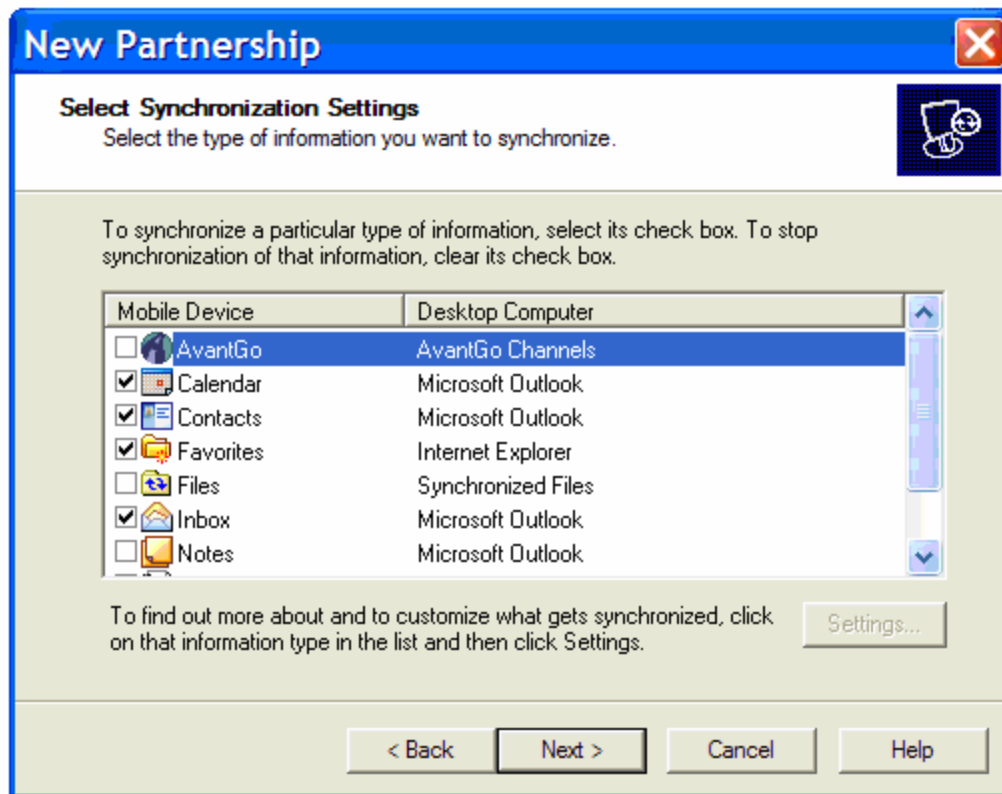 New Partnership
Select Synchronization Settings
Select the type of information you want to synchronize.
To synchronize a particular type of information, select its check box. To stop
synchronization of that information, clear its check box.
Mobile Device Desktop Computer
AvantGo AvantGo Channels
Calendar Microsoft Outlook
Contacts Microsoft Outlook
Favorites Internet Explorer
Files Synchronized Files
Inbox Microsoft Outlook
Notes Microsoft Outlook
To find out more about and to customize what gets synchronized, click
on that information type in the list and then click Settings.
Settings...
< Back Next > Cancel Help